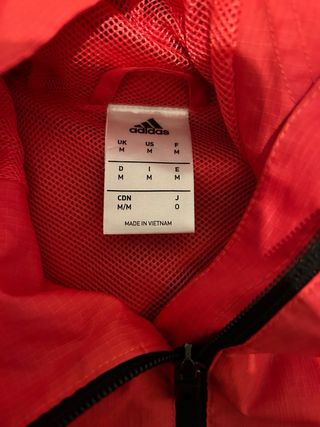 adidas
UK US F
M M M
D I E
M M M
CDN J
M/M O
MADE IN VIETNAM